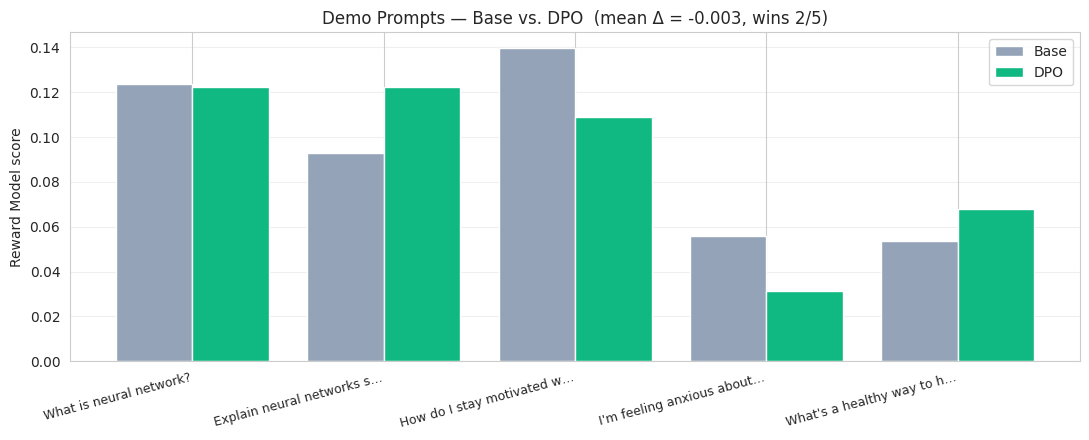 Demo Prompts — Base vs. DPO  (mean Δ = -0.003, wins 2/5)
Base
DPO
Reward Model score
0.14
0.12
0.10
0.08
0.06
0.04
0.02
0.00
What is neural network?
Explain neural networks s...
How do I stay motivated w...
I'm feeling anxious about...
What's a healthy way to h...